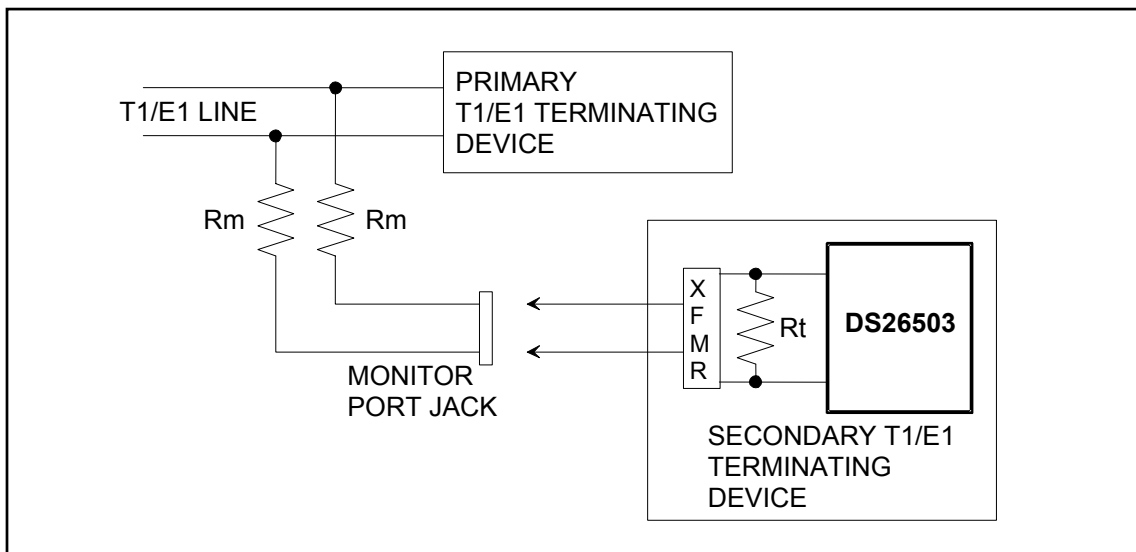 PRIMARY
T1/E1 TERMINATING
DEVICE
T1/E1 LINE
Rm
Rm
MONITOR
PORT JACK
X
F
M
R
Rt
DS26503
SECONDARY T1/E1
TERMINATING
DEVICE